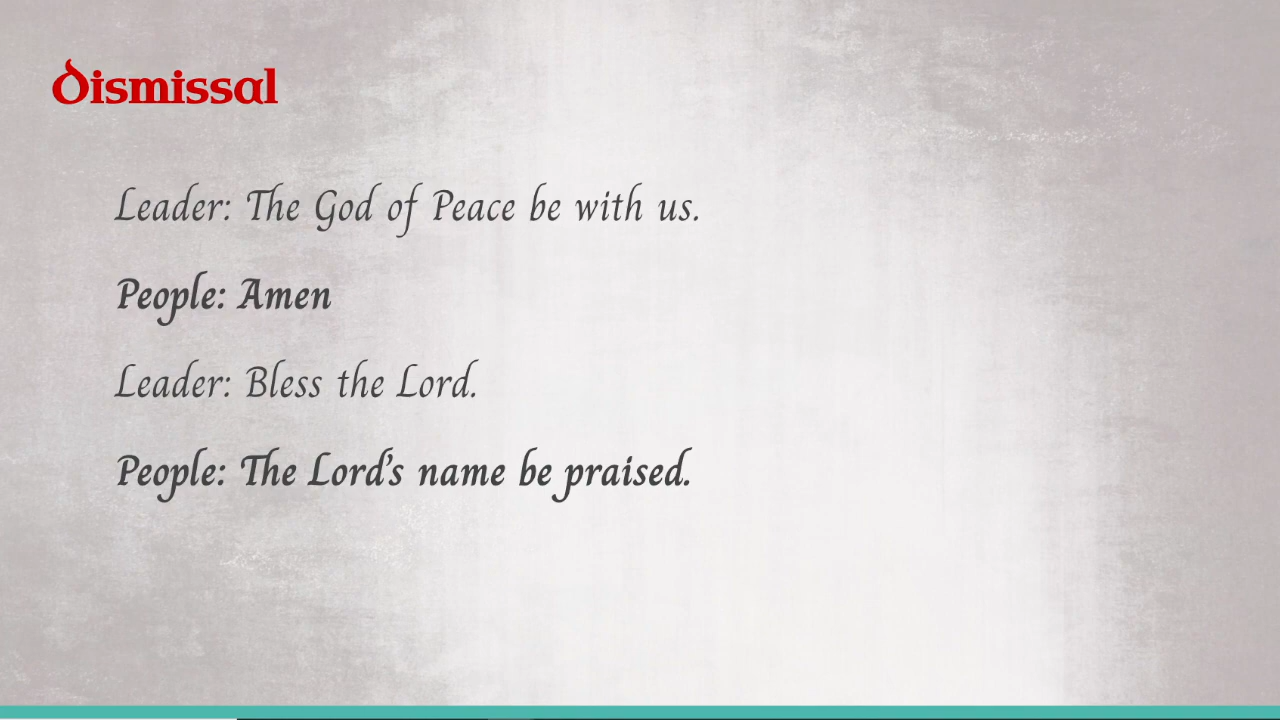 Dismissal
Leader: The God of Peace be with us.
People: Amen
Leader: Bless the Lord.
People: The Lord’s name be praised.